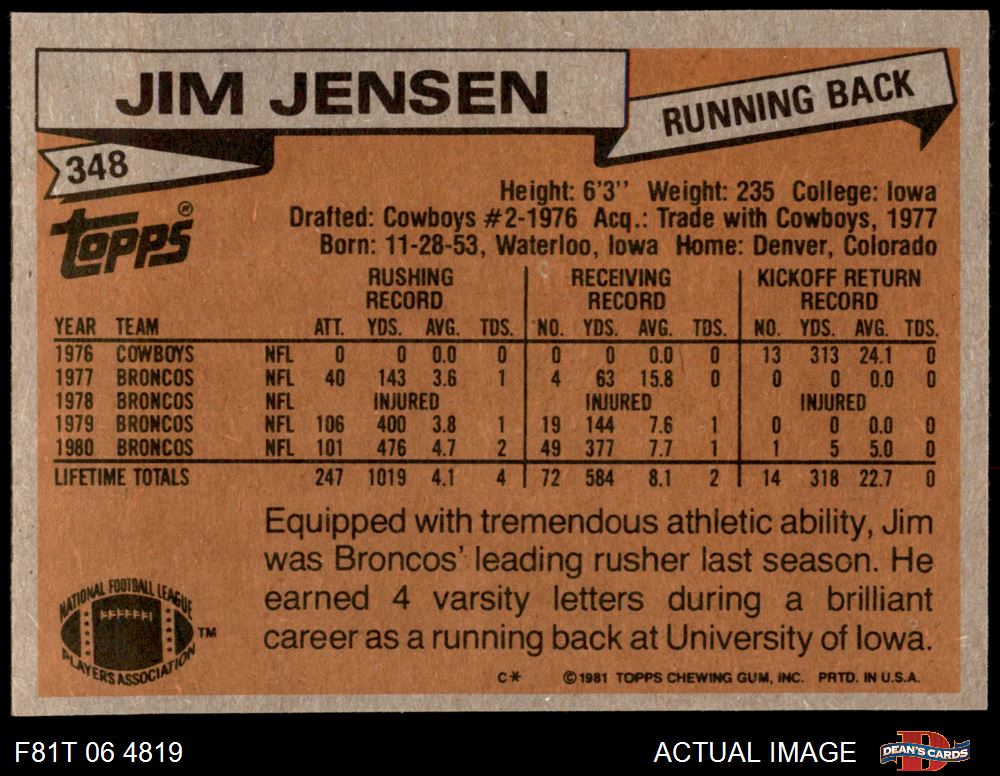 JIM JENSEN
RUNNING BACK
348
Topps®
Height: 6'3'' Weight: 235 College: Iowa
Drafted: Cowboys #2-1976 Acq.: Trade with Cowboys, 1977
Born: 11-28-53, Waterloo, Iowa Home: Denver, Colorado
RUSHING RECEIVING KICKOFF RETURN
RECORD RECORD RECORD
YEAR TEAM ATT. YDS. AVG. TDS. NO. YDS. AVG. TDS. NO. YDS. AVG. TDS.
1976 COWBOYS NFL 0 0 0.0 0 0 0 0.0 0 13 313 24.1 0
1977 BRONCOS NFL 40 143 3.6 1 4 63 15.8 0 0 0 0.0 0
1978 BRONCOS NFL INJURED INJURED INJURED
1979 BRONCOS NFL 106 400 3.8 1 19 144 7.6 1 0 0 0.0 0
1980 BRONCOS NFL 101 476 4.7 2 49 377 7.7 1 1 5 5.0 0
LIFETIME TOTALS 247 1019 4.1 4 72 584 8.1 2 14 318 22.7 0
Equipped with tremendous athletic ability, Jim
was Broncos' leading rusher last season. He
earned 4 varsity letters during a brilliant
career as a running back at University of Iowa.
NATIONAL FOOTBALL LEAGUE
PLAYERS ASSOCIATION
TM
C* ©1981 TOPPS CHEWING GUM, INC. PRTD. IN U.S.A.
F81T 06 4819
ACTUAL IMAGE
D
DEAN'S CARDS